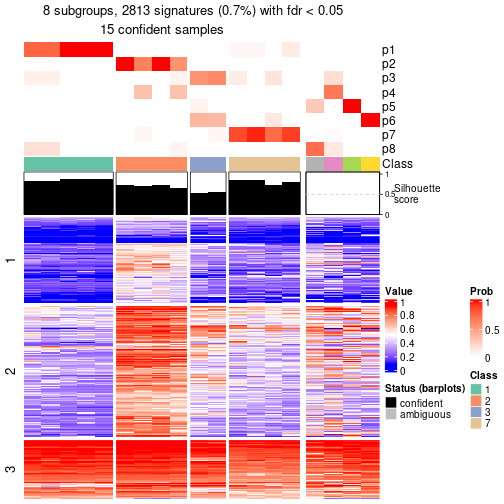 8 subgroups, 2813 signatures (0.7%) with fdr < 0.05
15 confident samples
p1
p2
p3
p4
p5
p6
p7
p8
Class
1
0.5
0
Silhouette
score
1
2
3
Value
1
0.8
0.6
0.4
0.2
0
Status (barplots)
confident
ambiguous
Prob
1
0.5
0
Class
1
2
3
7